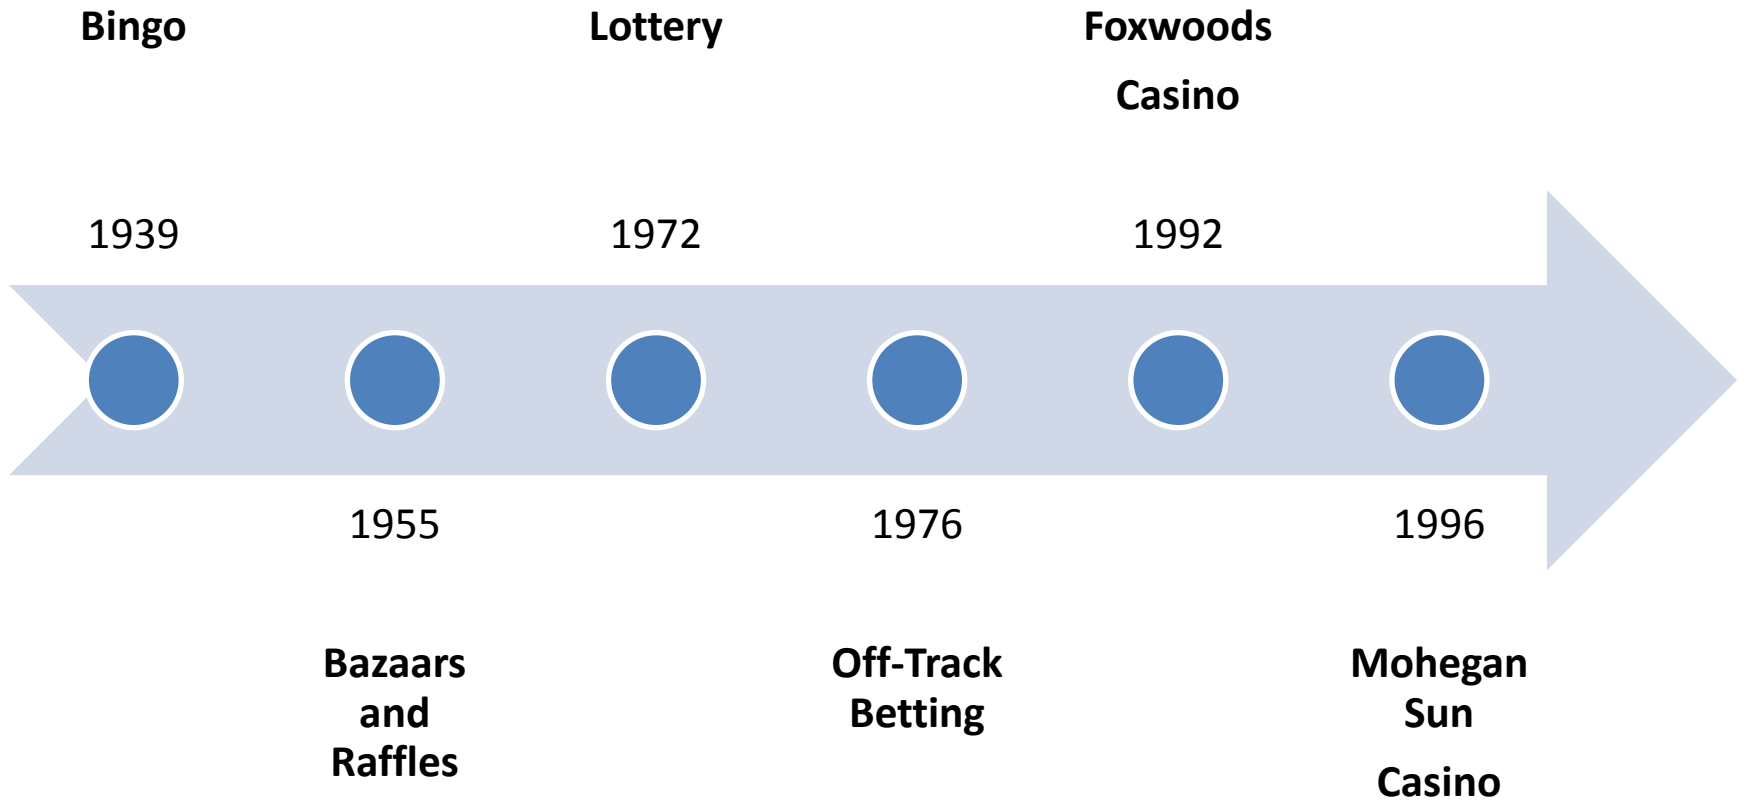 Bingo
Lottery
Foxwoods
Casino
1939
1972
1992
1955
1976
1996
Bazaars
and
Raffles
Off-Track
Betting
Mohegan
Sun
Casino